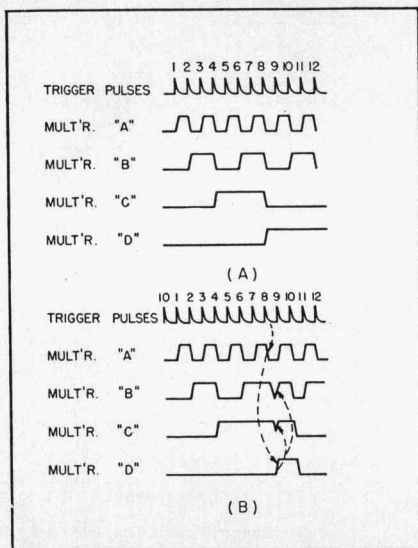 1 2 3 4 5 6 7 8 9 10 11 12
TRIGGER PULSES
MULT'R. "A"
MULT'R. "B"
MULT'R. "C"
MULT'R. "D"
(A)
10 1 2 3 4 5 6 7 8 9 10 11 12
TRIGGER PULSES
MULT'R. "A"
MULT'R. "B"
MULT'R. "C"
MULT'R. "D"
(B)